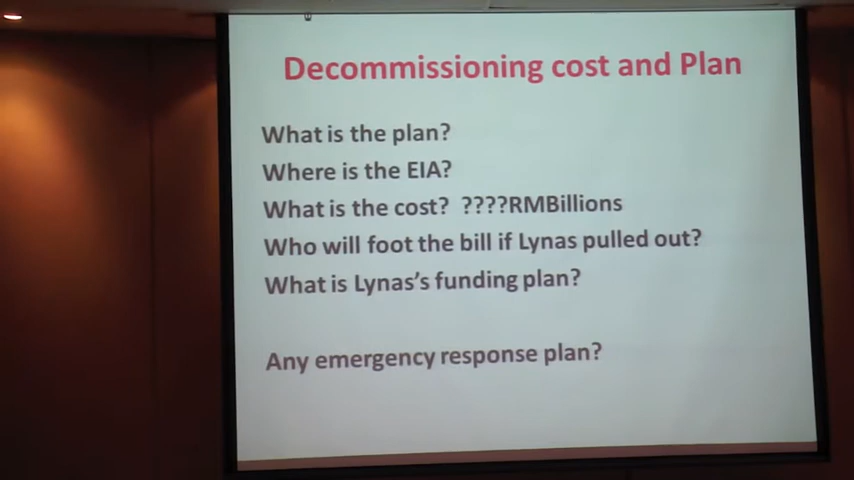 Decommissioning cost and Plan
What is the plan?
Where is the EIA?
What is the cost?  ????RMBillions
Who will foot the bill if Lynas pulled out?
What is Lynas's funding plan?
Any emergency response plan?